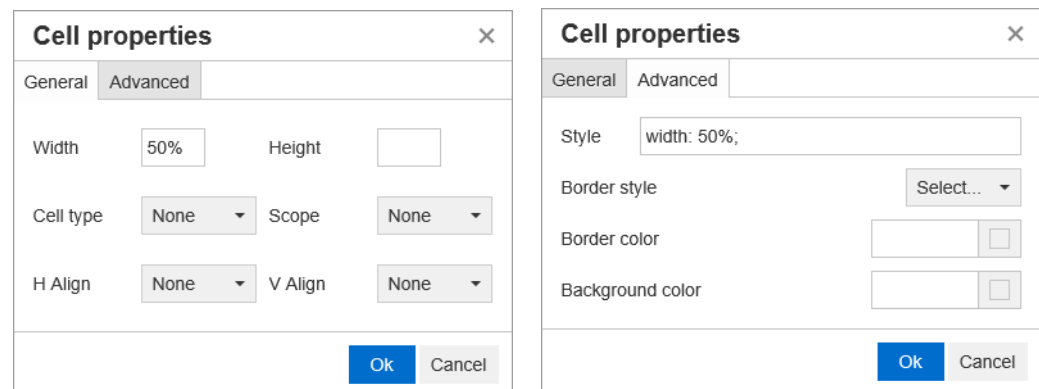 Cell properties ×
General Advanced
Width 50% Height
Cell type None Scope None
H Align None V Align None
Ok Cancel
Cell properties ×
General Advanced
Style width: 50%;
Border style Select...
Border color
Background color
Ok Cancel